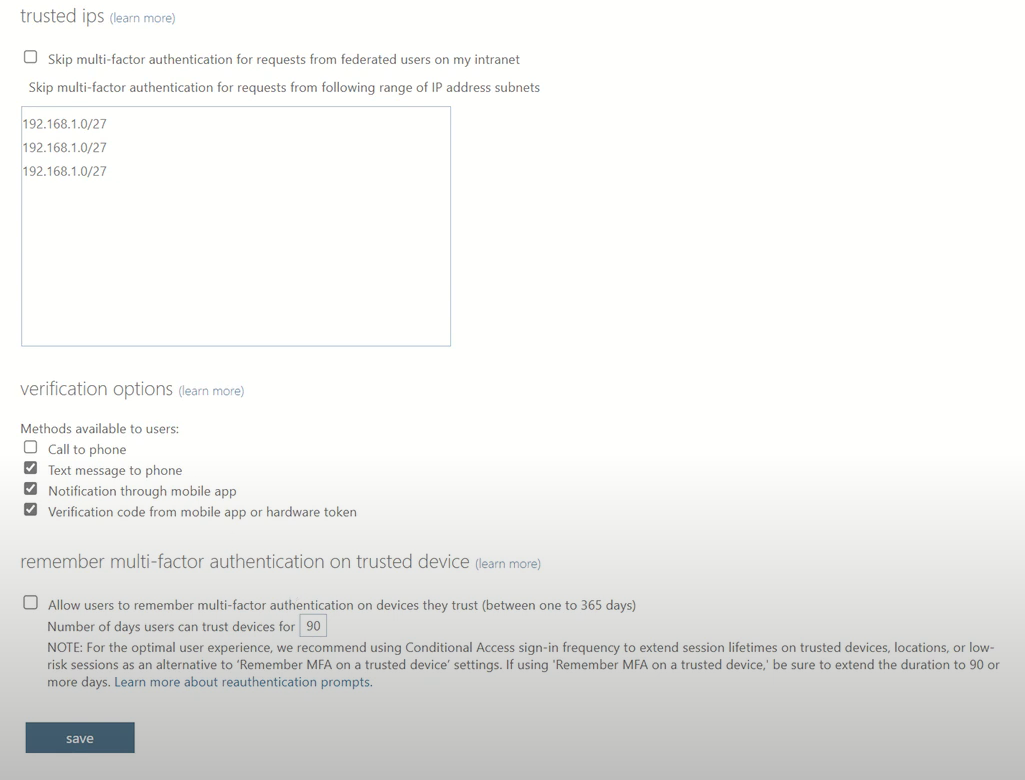 trusted ips (learn more)
Skip multi-factor authentication for requests from federated users on my intranet
Skip multi-factor authentication for requests from following range of IP address subnets
192.168.1.0/27
192.168.1.0/27
192.168.1.0/27
verification options (learn more)
Methods available to users:
Call to phone
Text message to phone
Notification through mobile app
Verification code from mobile app or hardware token
remember multi-factor authentication on trusted device (learn more)
Allow users to remember multi-factor authentication on devices they trust (between one to 365 days)
Number of days users can trust devices for 90
NOTE: For the optimal user experience, we recommend using Conditional Access sign-in frequency to extend session lifetimes on trusted devices, locations, or low-
risk sessions as an alternative to 'Remember MFA on a trusted device' settings. If using 'Remember MFA on a trusted device,' be sure to extend the duration to 90 or
more days. Learn more about reauthentication prompts.
save